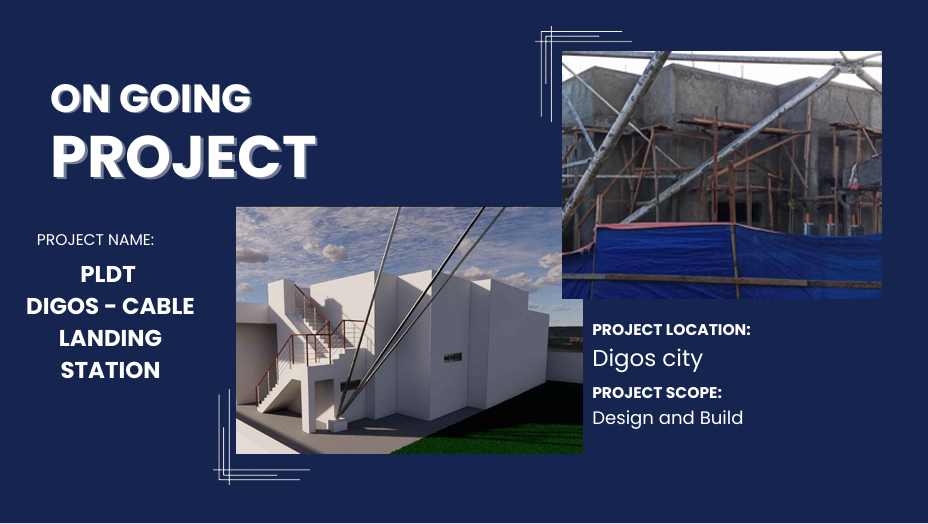 ON GOING
PROJECT
PROJECT NAME:
PLDT
DIGOS – CABLE
LANDING
STATION
PROJECT LOCATION:
Digos city
PROJECT SCOPE:
Design and Build